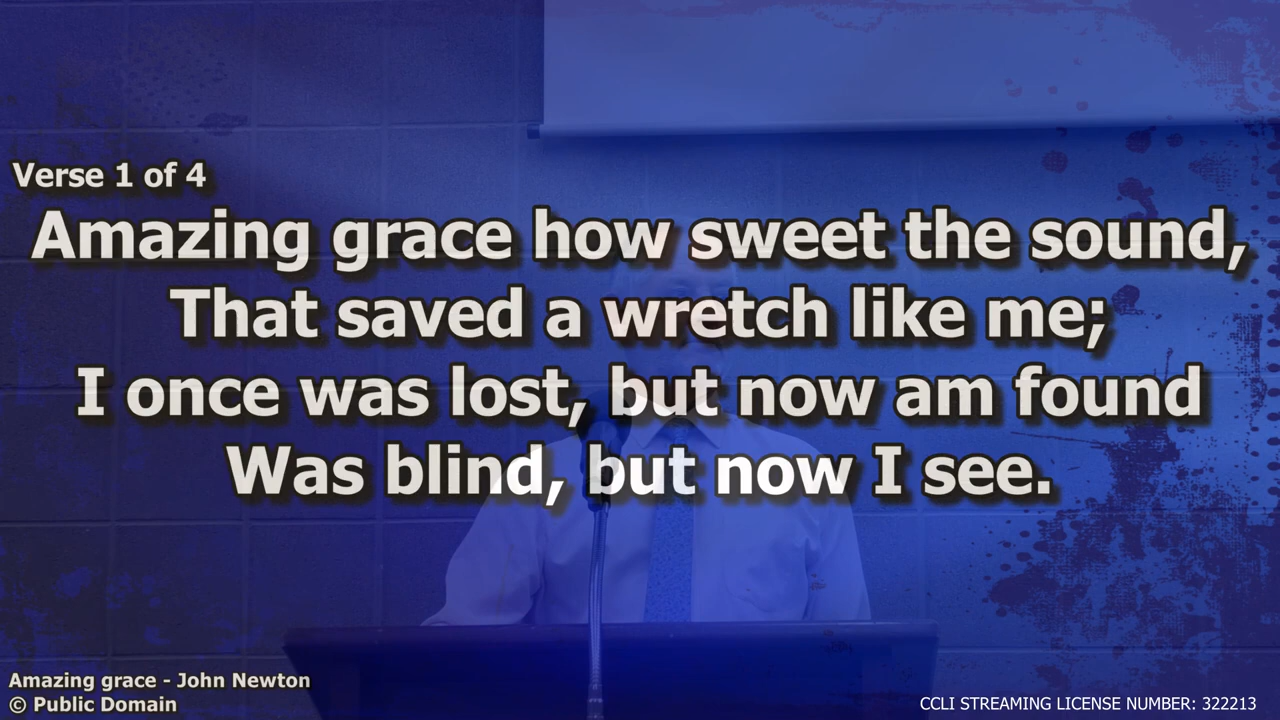 Verse 1 of 4
Amazing grace how sweet the sound,
That saved a wretch like me;
I once was lost, but now am found
Was blind, but now I see.
Amazing grace - John Newton
© Public Domain
CCLI STREAMING LICENSE NUMBER: 322213